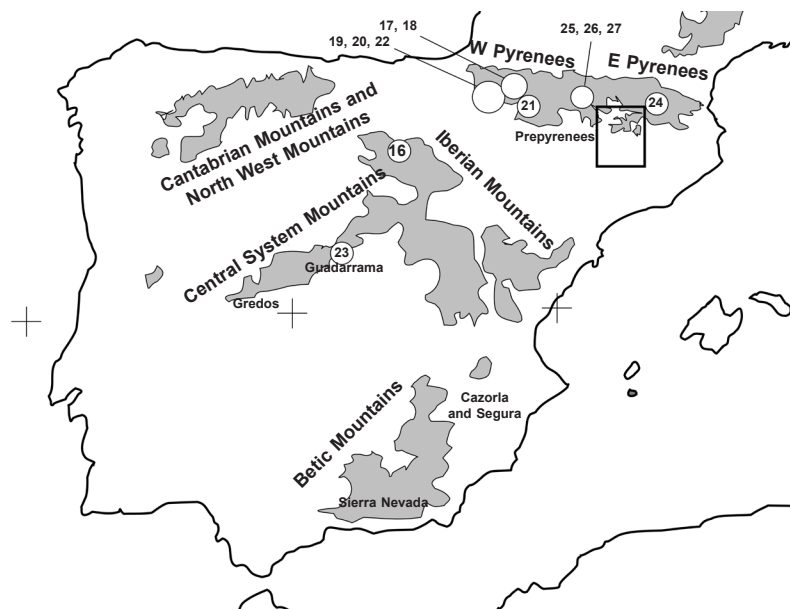 17, 18
19, 20, 22
25, 26, 27
W Pyrenees
E Pyrenees
21
24
Prepyrenees
Cantabrian Mountains and
North West Mountains
16
Iberian Mountains
Central System Mountains
23
Guadarrama
Gredos
Betic Mountains
Cazorla
and Segura
Sierra Nevada